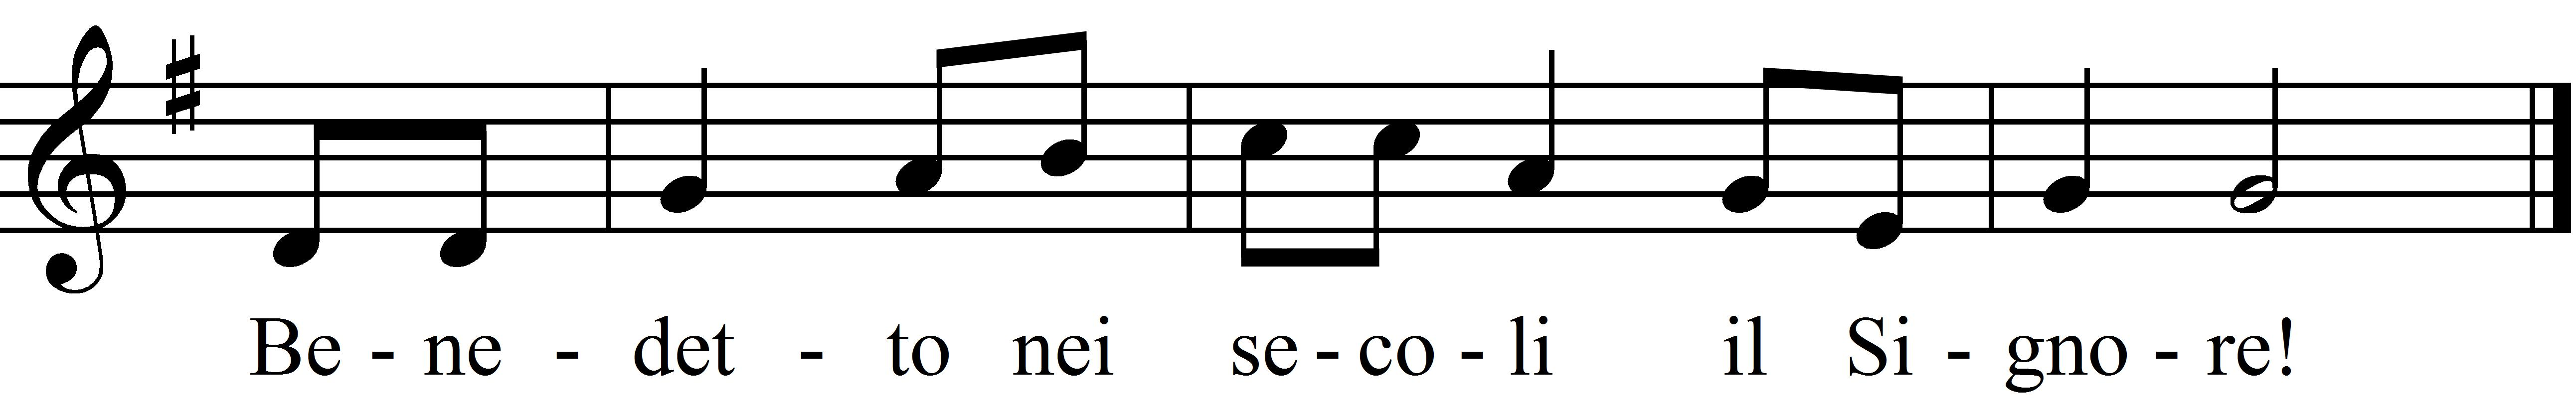 Be - ne - det - to nei se - co - li il Si - gno - re!